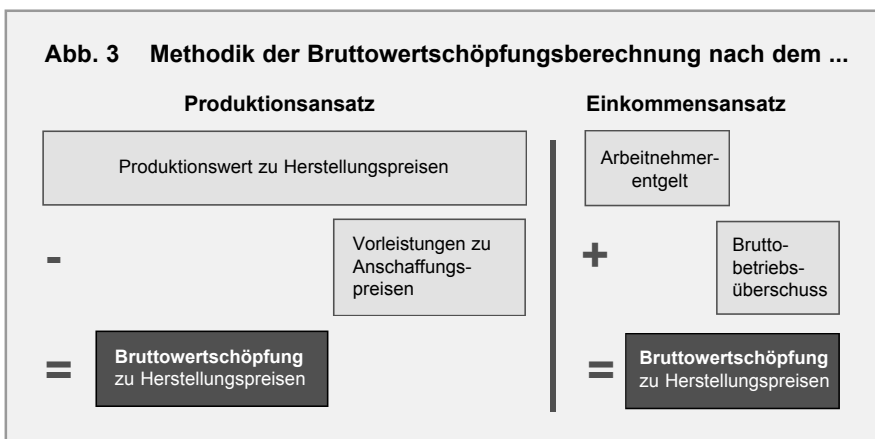 Abb. 3 Methodik der Bruttowertschöpfungsberechnung nach dem ...
Produktionsansatz
Produktionswert zu Herstellungspreisen
-
Vorleistungen zu
Anschaffungs-
preisen
=
Bruttowertschöpfung
zu Herstellungspreisen
Einkommensansatz
Arbeitnehmer-
entgelt
+
Brutto-
betriebs-
überschuss
=
Bruttowertschöpfung
zu Herstellungspreisen